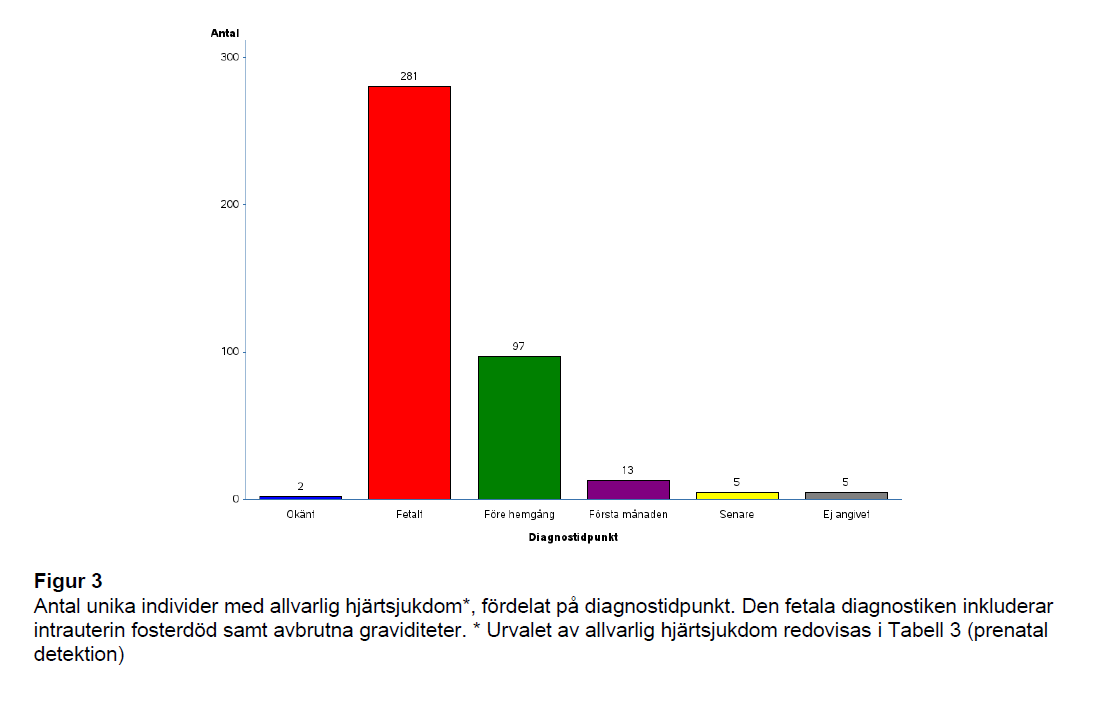 Antal
300
281
200
100
97
13
5
5
2
0
Okänt
Fetalt
Före hemgång
Första månaden
Senare
Ej angivet
Diagnostidpunkt
Figur 3
Antal unika individer med allvarlig hjärtsjukdom*, fördelat på diagnostidpunkt. Den fetala diagnostiken inkluderar
intrauterin fosterdöd samt avbrutna graviditeter. * Urvalet av allvarlig hjärtsjukdom redovisas i Tabell 3 (prenatal
detektion)